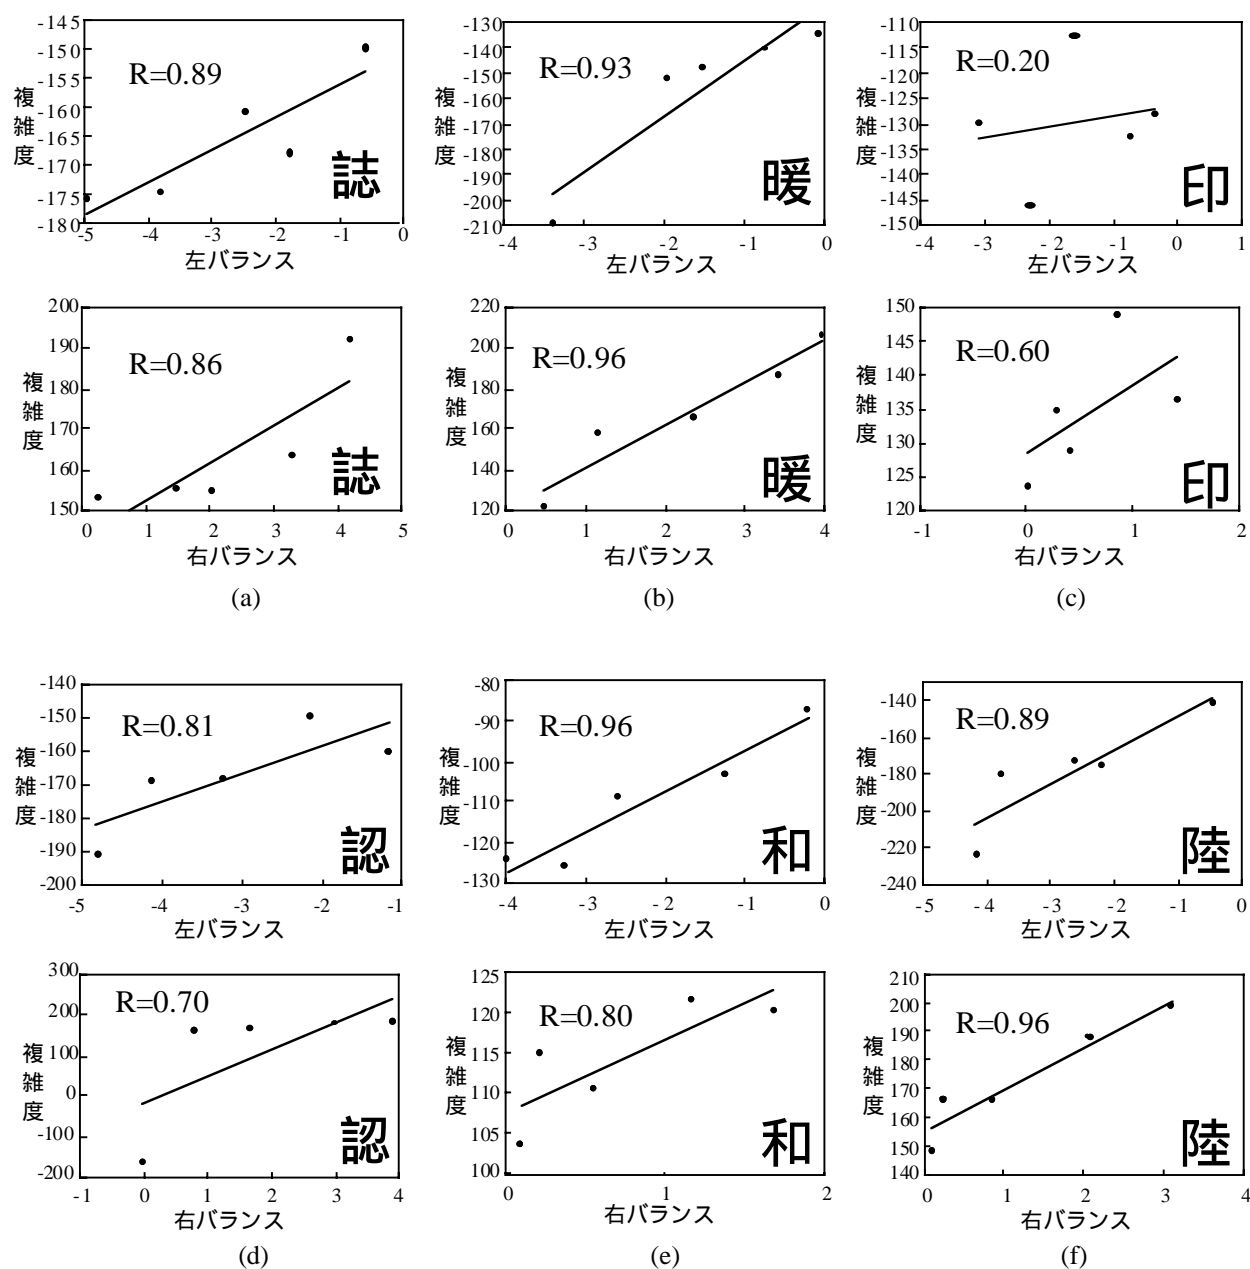 -145
-150
-155
-160
-165
-170
-175
-180
複雑度
R=0.89
誌
-5 -4 -3 -2 -1 0
左バランス
-130
-140
-150
-160
-170
-180
-190
-200
-210
複雑度
R=0.93
暖
-4 -3 -2 -1 0
左バランス
-110
-115
-120
-125
-130
-135
-140
-145
-150
複雑度
R=0.20
印
-4 -3 -2 -1 0 1
左バランス
200
190
180
170
160
150
複雑度
R=0.86
誌
0 1 2 3 4 5
右バランス
(a)
220
200
180
160
140
120
複雑度
R=0.96
暖
0 1 2 3 4
右バランス
(b)
150
145
140
135
130
125
120
複雑度
R=0.60
印
-1 0 1 2
右バランス
(c)
-140
-150
-160
-170
-180
-190
-200
複雑度
R=0.81
認
-5 -4 -3 -2 -1
左バランス
-80
-90
-100
-110
-120
-130
複雑度
R=0.96
和
-4 -3 -2 -1 0
左バランス
-140
-160
-180
-200
-220
-240
複雑度
R=0.89
陸
-5 -4 -3 -2 -1 0
左バランス
300
200
100
0
-100
-200
複雑度
R=0.70
認
-1 0 1 2 3 4
右バランス
(d)
125
120
115
110
105
100
複雑度
R=0.80
和
0 1 2
右バランス
(e)
210
200
190
180
170
160
150
140
複雑度
R=0.96
陸
0 1 2 3 4
右バランス
(f)